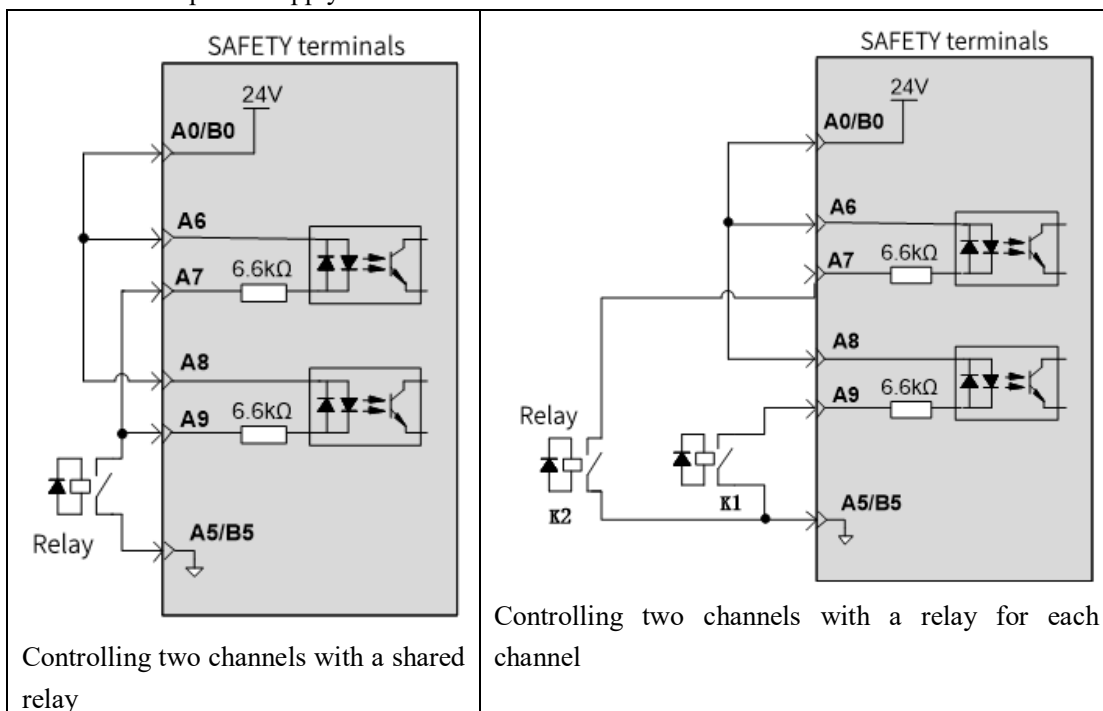 SAFETY terminals
24V
A0/B0
A6
A7
6.6kΩ
A8
A9
6.6kΩ
Relay
A5/B5
Controlling two channels with a shared
relay
SAFETY terminals
24V
A0/B0
A6
A7
6.6kΩ
A8
A9
6.6kΩ
Relay
K2
K1
A5/B5
Controlling two channels with a relay for each
channel